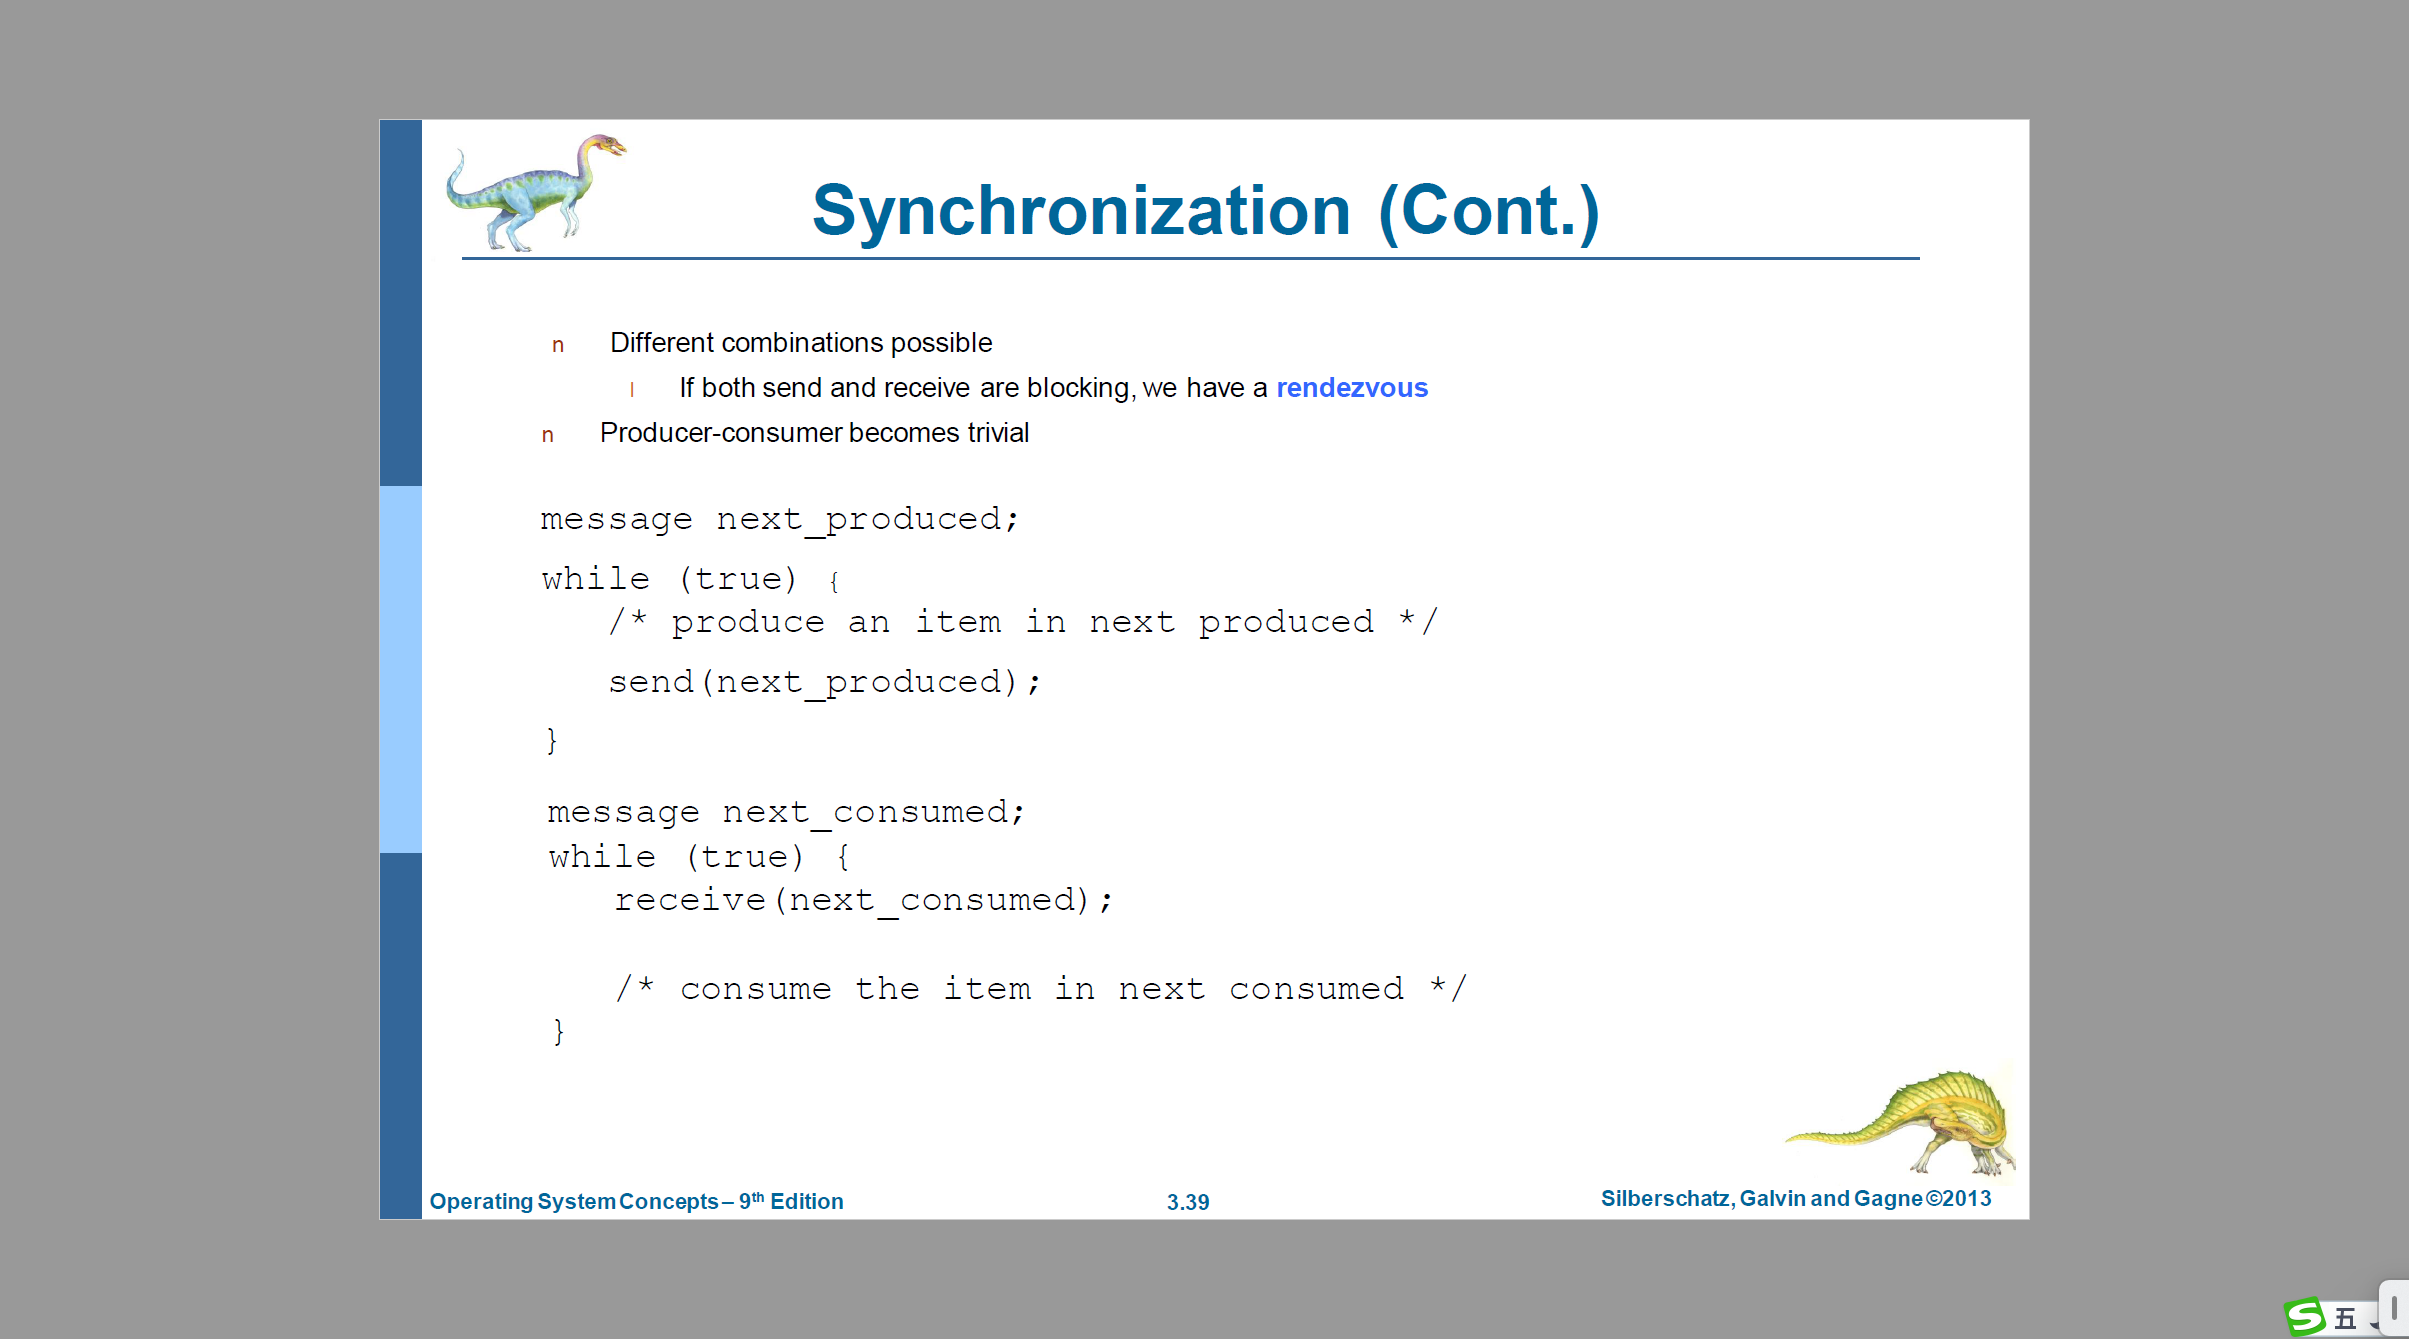 Synchronization (Cont.)
n Different combinations possible
l If both send and receive are blocking, we have a rendezvous
n Producer-consumer becomes trivial
message next_produced;
while (true) {
/* produce an item in next produced */
send(next_produced);
}
message next_consumed;
while (true) {
receive(next_consumed);
/* consume the item in next consumed */
}
Operating System Concepts – 9th Edition
3.39
Silberschatz, Galvin and Gagne ©2013
S 五